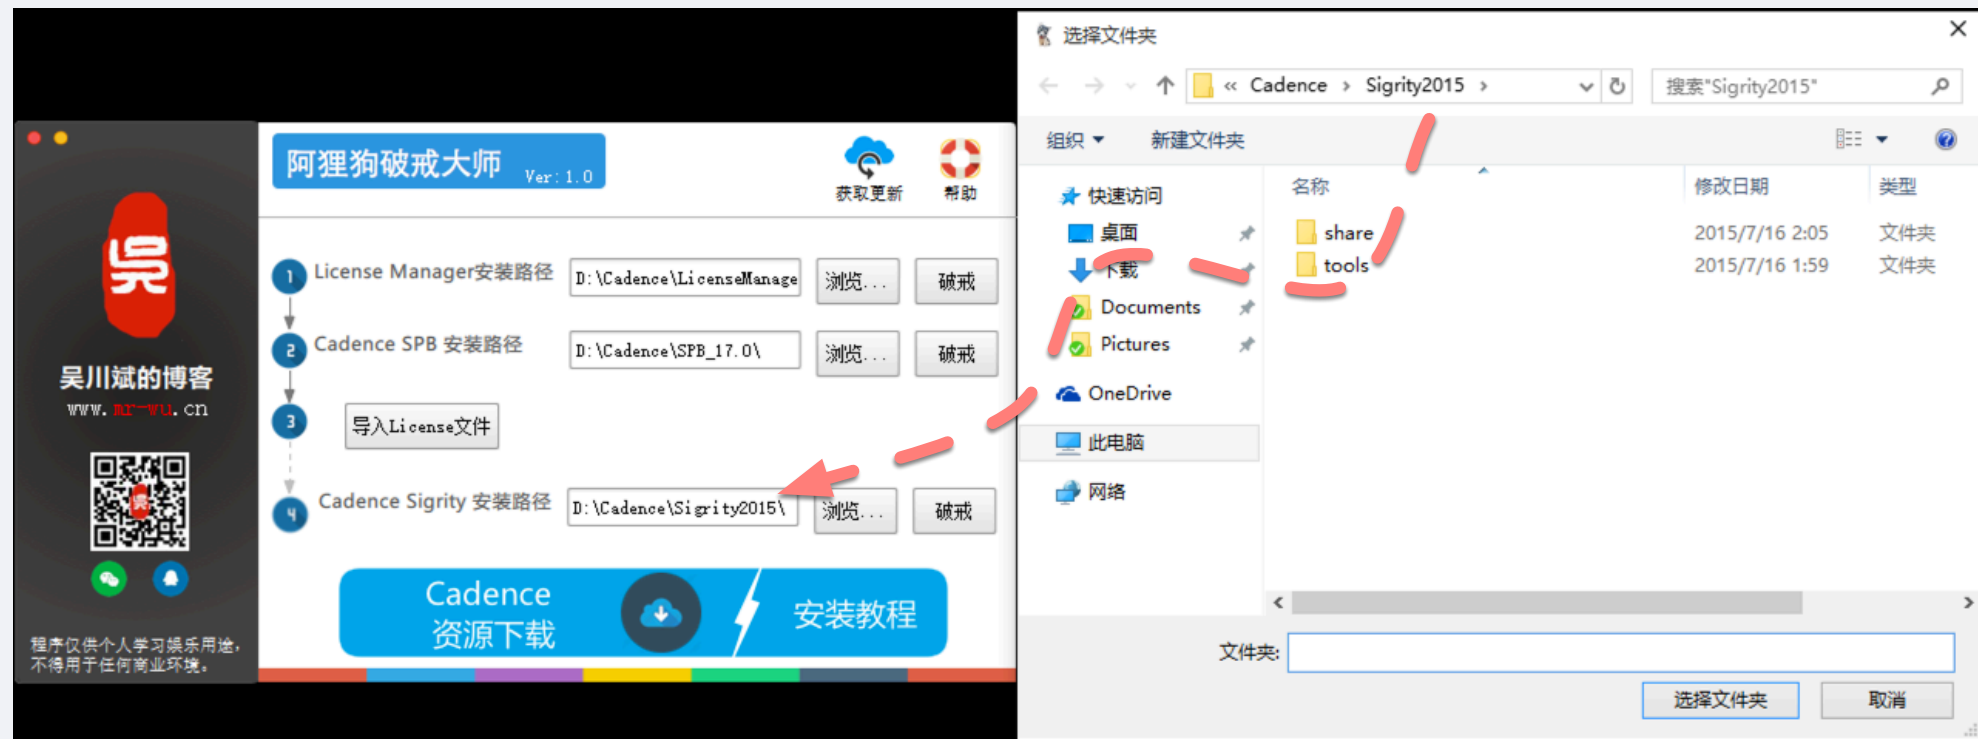 吴川斌的博客
www.mr-wu.cn
程序仅供个人学习娱乐用途，
不得用于任何商业环境。
阿狸狗破戒大师 Ver:1.0
获取更新
帮助
1 License Manager安装路径 D:\Cadence\LicenseManage 浏览... 破戒
2 Cadence SPB 安装路径 D:\Cadence\SPB_17.0\ 浏览... 破戒
3 导入License文件
4 Cadence Sigrity 安装路径 D:\Cadence\Sigrity2015\ 浏览... 破戒
Cadence
资源下载
安装教程
选择文件夹
« Cadence › Sigrity2015 › 搜索"Sigrity2015"
组织 新建文件夹
快速访问
桌面
下载
Documents
Pictures
OneDrive
此电脑
网络
名称 修改日期 类型
share 2015/7/16 2:05 文件夹
tools 2015/7/16 1:59 文件夹
文件夹:
选择文件夹 取消